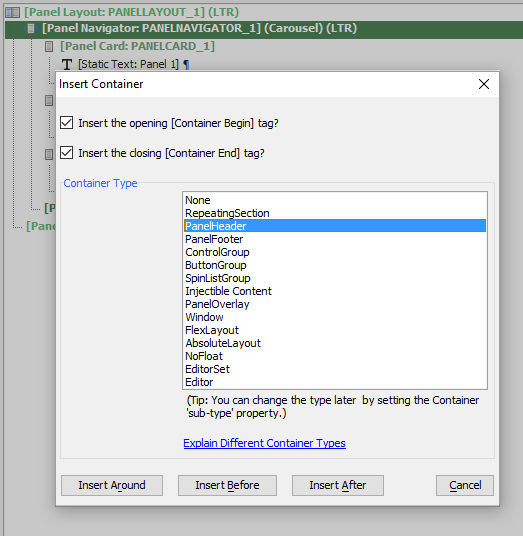 [Panel Layout: PANELLAYOUT_1] (LTR)
[Panel Navigator: PANELNAVIGATOR_1] (Carousel) (LTR)
[Panel Card: PANELCARD_1]
T [Static Text: Panel 1] ¶
Insert Container
Insert the opening [Container Begin] tag?
Insert the closing [Container End] tag?
Container Type
None
RepeatingSection
PanelHeader
PanelFooter
ControlGroup
ButtonGroup
SpinListGroup
Injectible Content
PanelOverlay
Window
FlexLayout
AbsoluteLayout
NoFloat
EditorSet
Editor
[P
[Pane
(Tip: You can change the type later by setting the Container
'sub-type' property.)
Explain Different Container Types
Insert Around
Insert Before
Insert After
Cancel